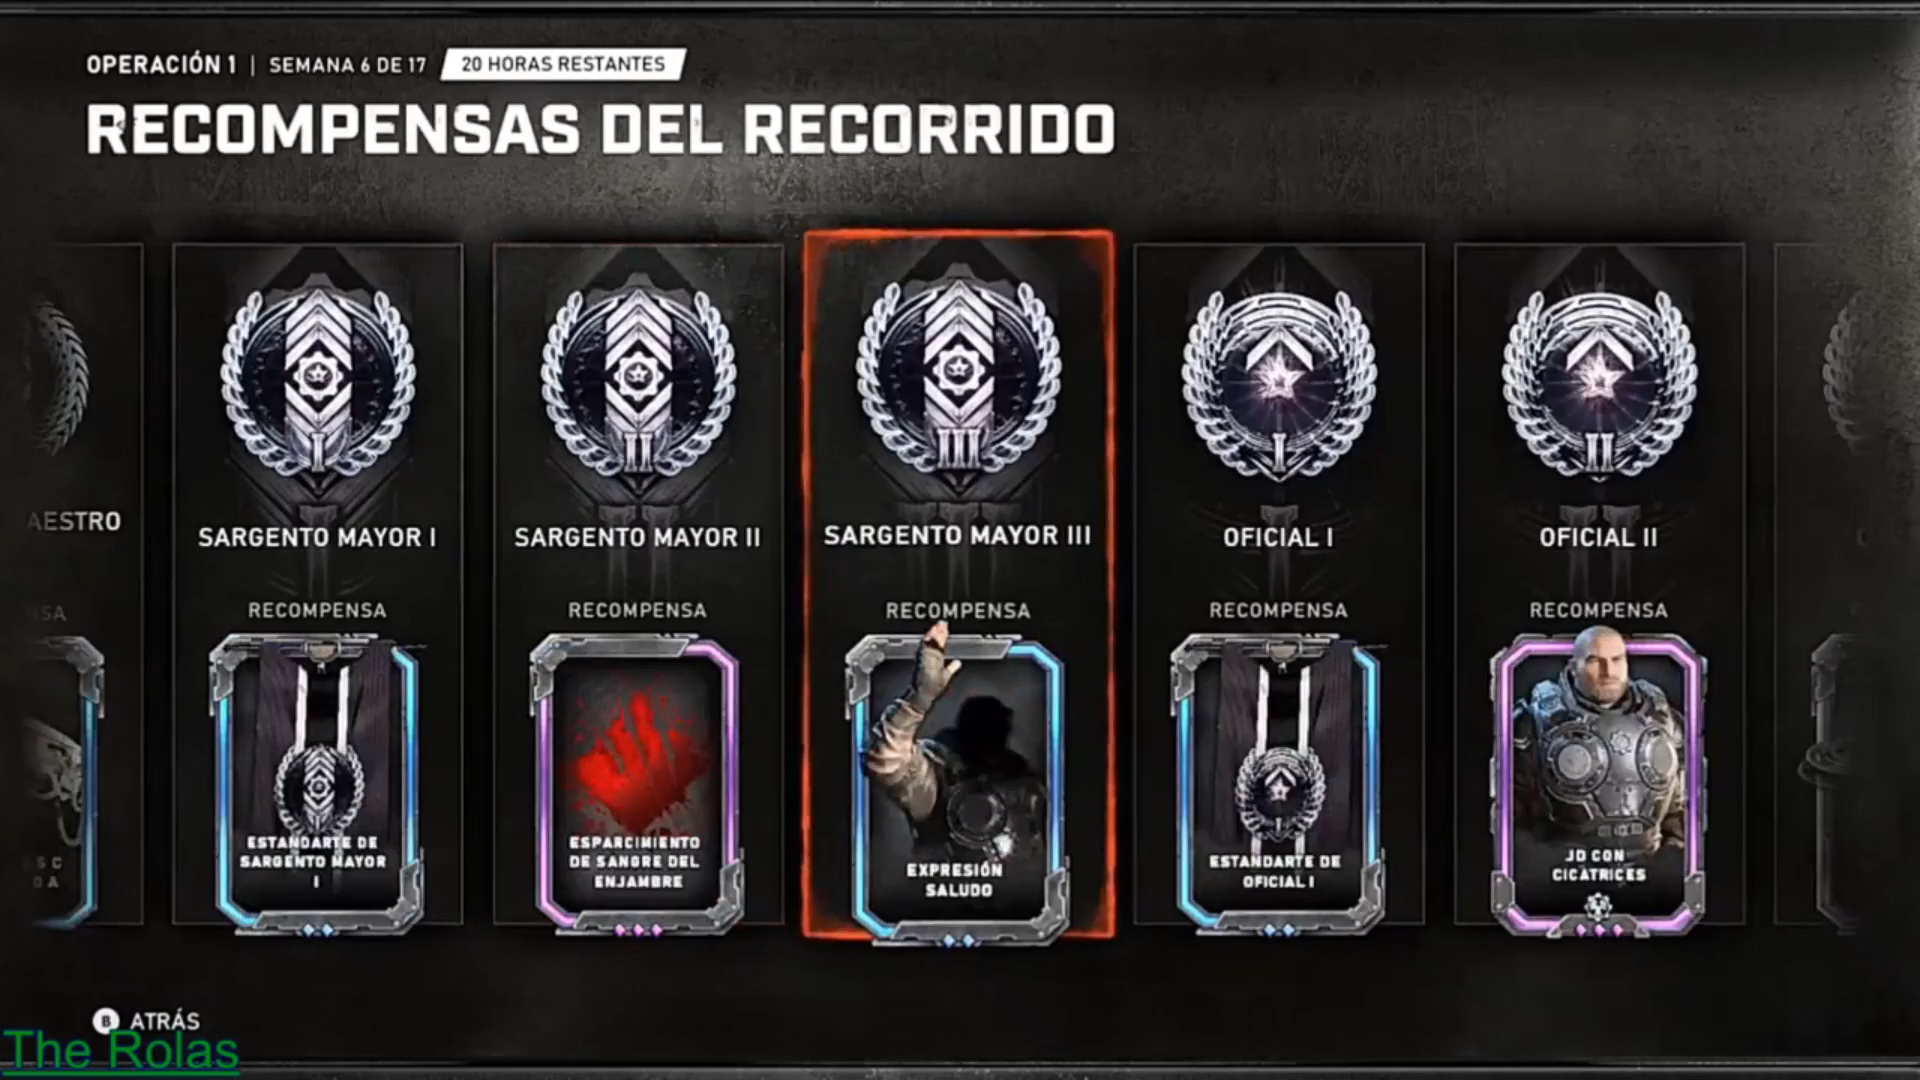 OPERACIÓN 1 | SEMANA 6 DE 17 20 HORAS RESTANTES
RECOMPENSAS DEL RECORRIDO
AESTRO
SARGENTO MAYOR I
SARGENTO MAYOR II
SARGENTO MAYOR III
OFICIAL I
OFICIAL II
RECOMPENSA
RECOMPENSA
RECOMPENSA
RECOMPENSA
RECOMPENSA
ESTANDARTE DE
SARGENTO MAYOR
I
ESPARCIMIENTO
DE SANGRE DEL
ENJAMBRE
EXPRESIÓN
SALUDO
ESTANDARTE DE
OFICIAL I
JD CON
CICATRICES
B ATRÁS
The Rolas